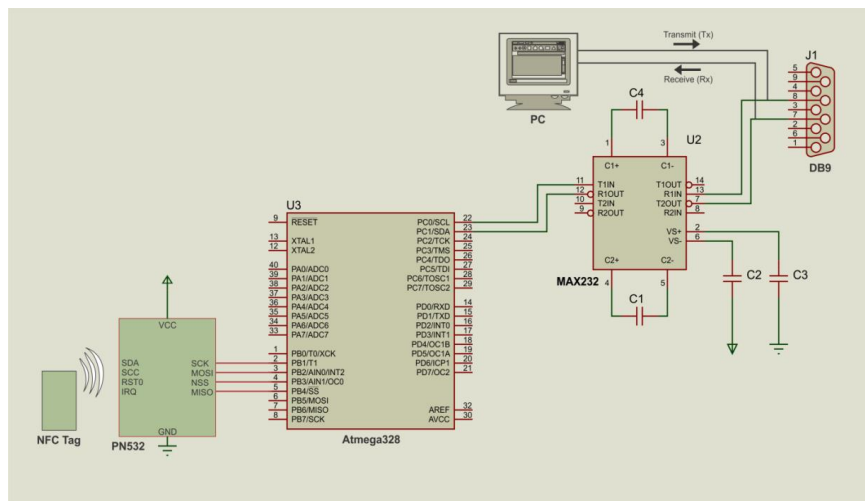 J1
Transmit (Tx)
Receive (Rx)
PC
5
9
4
8
3
7
2
6
1
DB9
C4
U2
1
3
C1+
C1-
11
T1IN
T1OUT
14
12
R1OUT
R1IN
13
10
T2IN
T2OUT
7
9
R2OUT
R2IN
8
VS+
2
VS-
6
C2+
C2-
MAX232
4
5
C1
C2
C3
U3
9
RESET
PC0/SCL
22
PC1/SDA
23
13
XTAL1
PC2/TCK
24
12
XTAL2
PC3/TMS
25
PC4/TDO
26
40
PA0/ADC0
PC5/TDI
27
39
PA1/ADC1
PC6/TOSC1
28
38
PA2/ADC2
PC7/TOSC2
29
37
PA3/ADC3
36
PA4/ADC4
PD0/RXD
14
35
PA5/ADC5
PD1/TXD
15
34
PA6/ADC6
PD2/INT0
16
33
PA7/ADC7
PD3/INT1
17
PD4/OC1B
18
1
PB0/T0/XCK
PD5/OC1A
19
2
PB1/T1
PD6/ICP1
20
3
PB2/AIN0/INT2
PD7/OC2
21
4
PB3/AIN1/OC0
5
PB4/SS
6
PB5/MOSI
7
PB6/MISO
AREF
32
8
PB7/SCK
AVCC
30
Atmega328
VCC
SDA
SCK
SCC
MOSI
RST0
NSS
IRQ
MISO
GND
PN532
NFC Tag